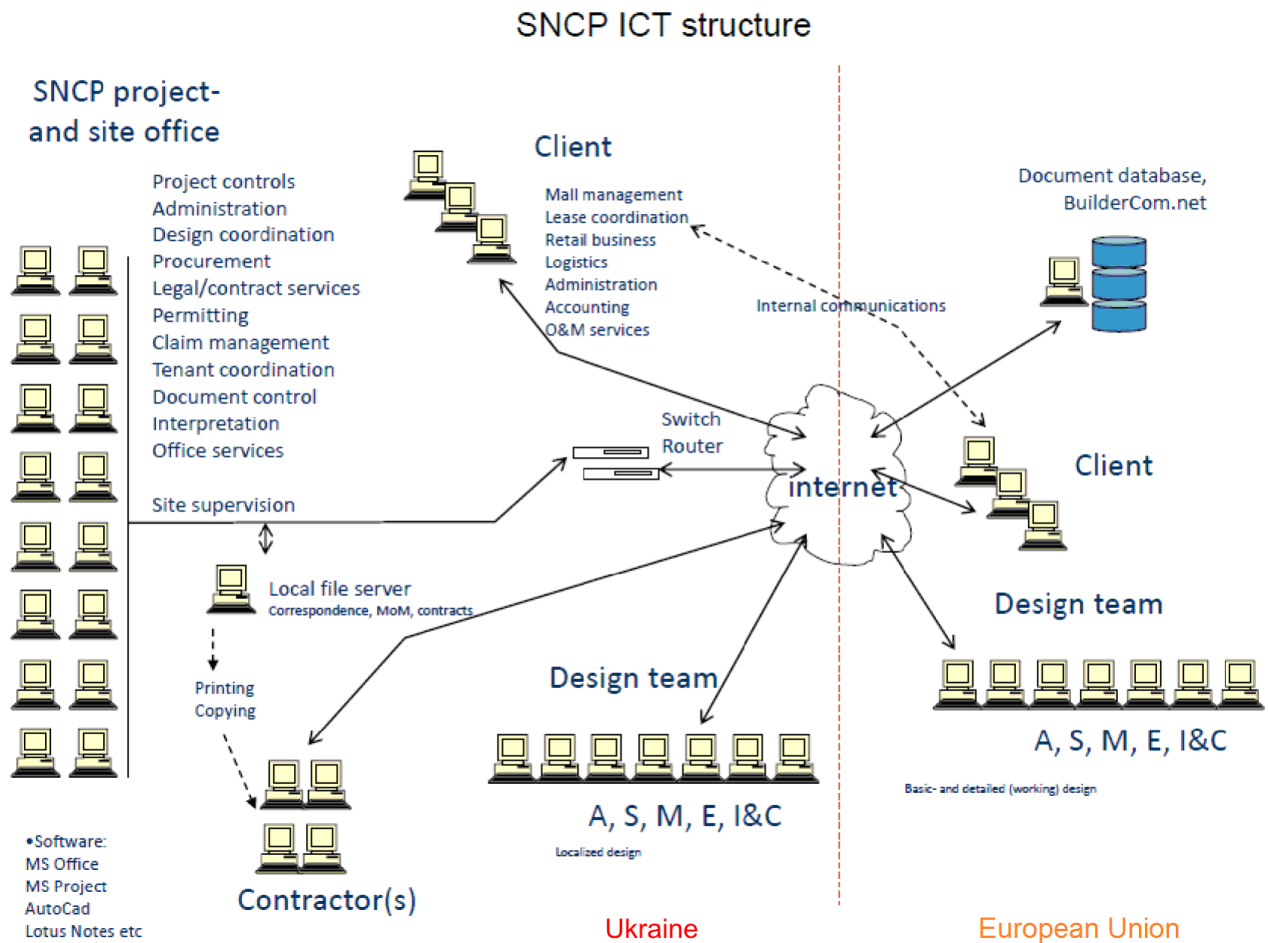 SNCP ICT structure
SNCP project-
and site office
Project controls
Administration
Design coordination
Procurement
Legal/contract services
Permitting
Claim management
Tenant coordination
Document control
Interpretation
Office services
Site supervision
Client
Mall management
Lease coordination
Retail business
Logistics
Administration
Accounting
O&M services
Internal communications
Document database,
BuilderCom.net
Switch
Router
internet
Client
Local file server
Correspondence, MoM, contracts
Printing
Copying
Design team
A, S, M, E, I&C
Localized design
Design team
A, S, M, E, I&C
Basic- and detailed (working) design
•Software:
MS Office
MS Project
AutoCad
Lotus Notes etc
Contractor(s)
Ukraine
European Union